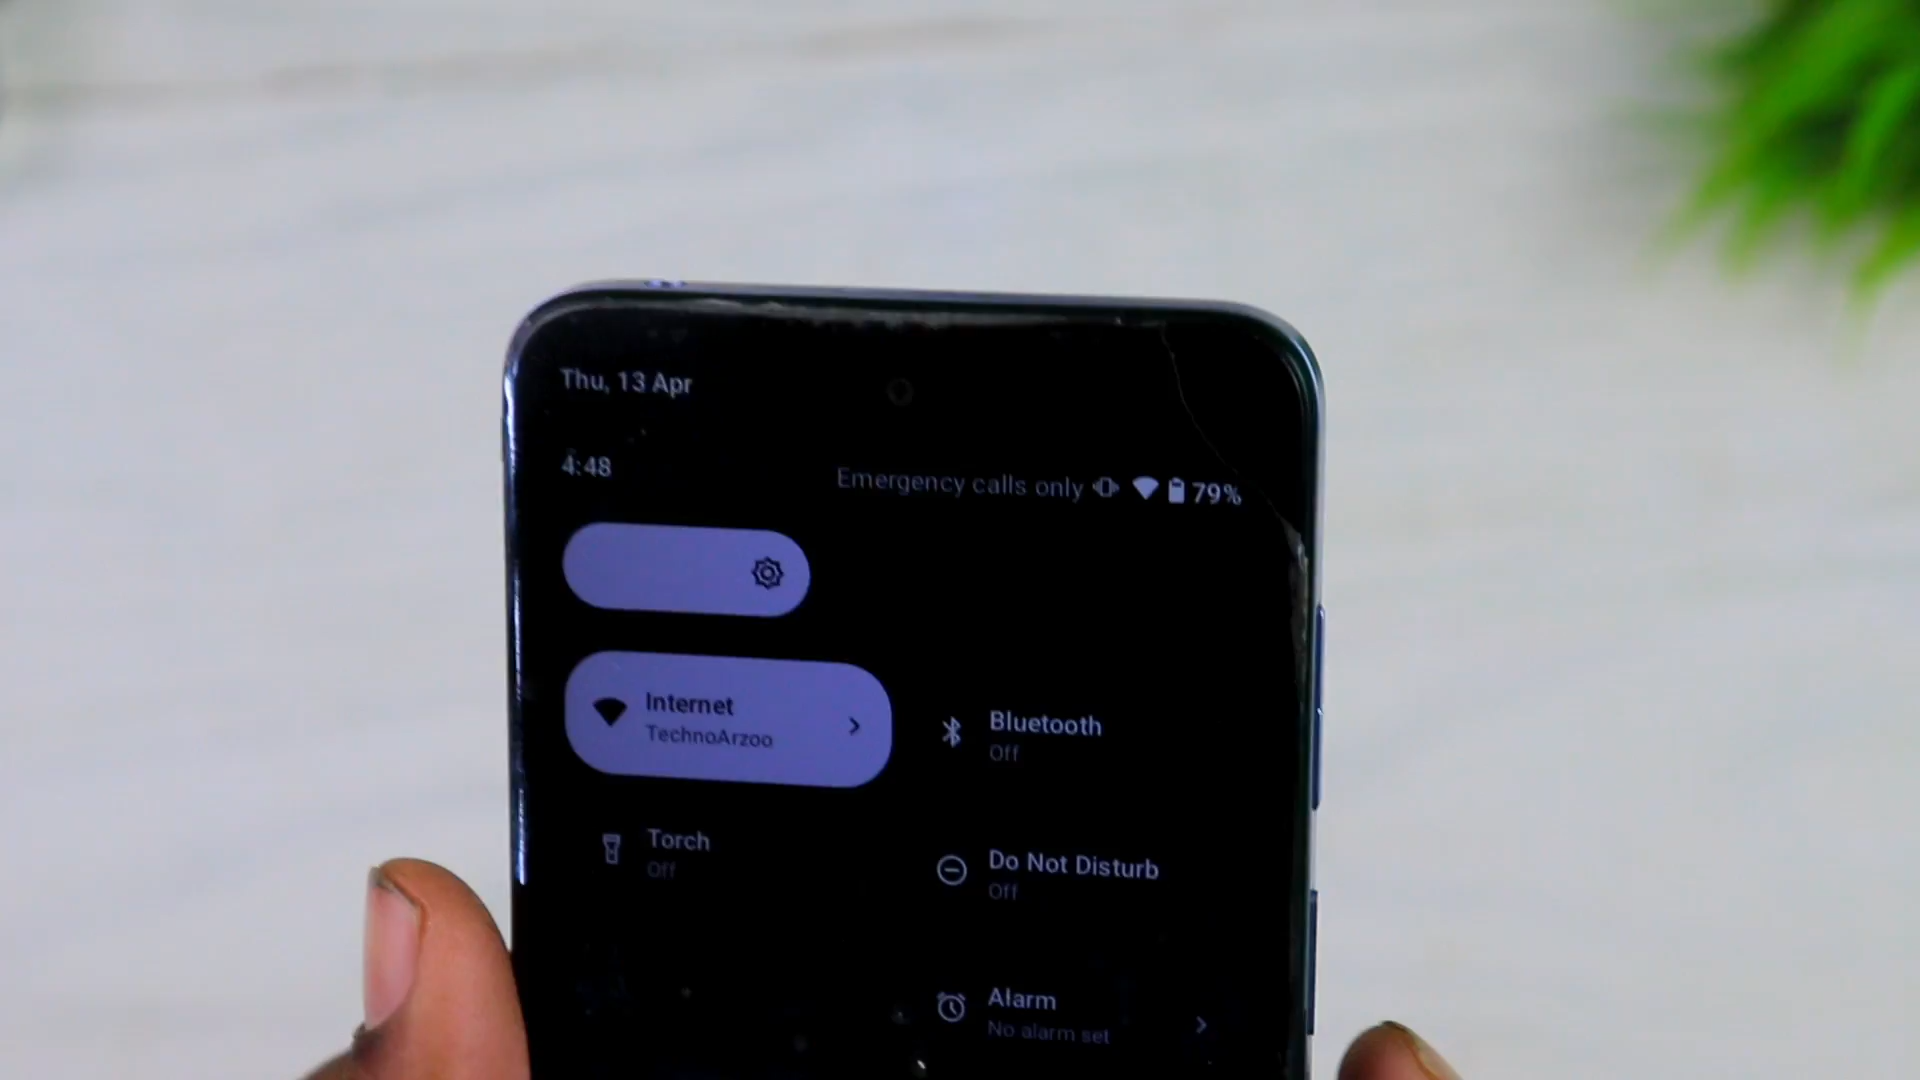 Thu, 13 Apr
4:48
Emergency calls only 79%
Internet
TechnoArzoo
Bluetooth
Off
Torch
Off
Do Not Disturb
Off
Alarm
No alarm set